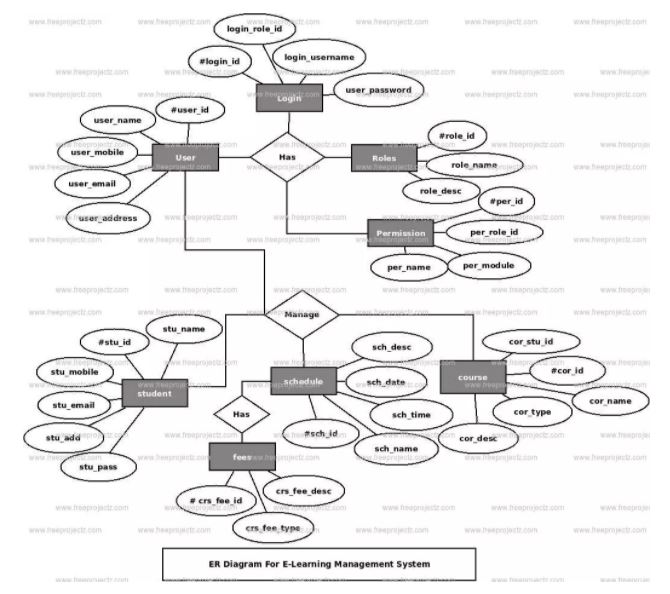 login_role_id
#login_id
login_username
user_password
Login
#user_id
user_name
user_mobile
user_email
user_address
User
Has
Roles
#role_id
role_name
role_desc
#per_id
per_role_id
Permission
per_name
per_module
Manage
stu_name
#stu_id
stu_mobile
stu_email
stu_add
stu_pass
student
Has
schedule
sch_desc
sch_date
sch_time
#sch_id
sch_name
course
cor_stu_id
#cor_id
cor_name
cor_type
cor_desc
fees
# crs_fee_id
crs_fee_desc
crs_fee_type
ER Diagram For E-Learning Management System
www.freeprojectz.com